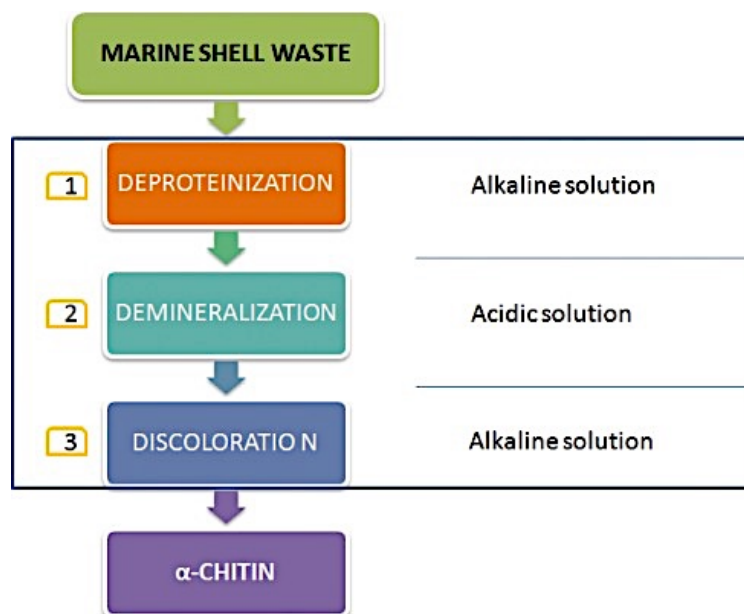 MARINE SHELL WASTE
1 DEPROTEINIZATION Alkaline solution
2 DEMINERALIZATION Acidic solution
3 DISCOLORATIO N Alkaline solution
α-CHITIN